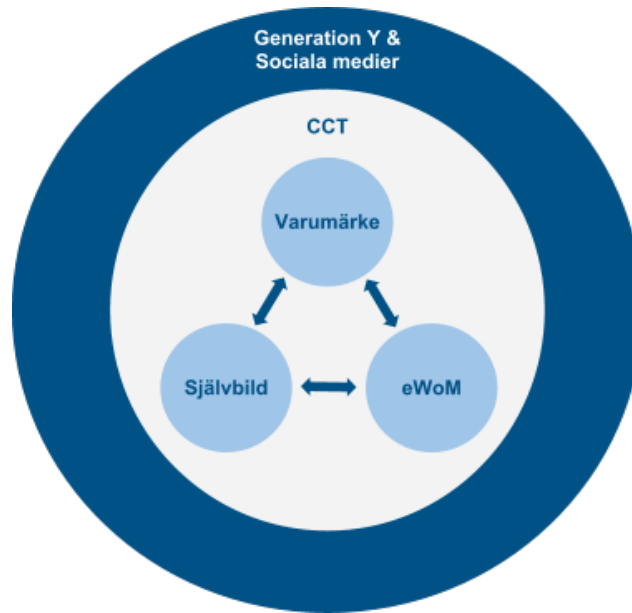 Generation Y &
Sociala medier
CCT
Varumärke
Självbild
eWoM